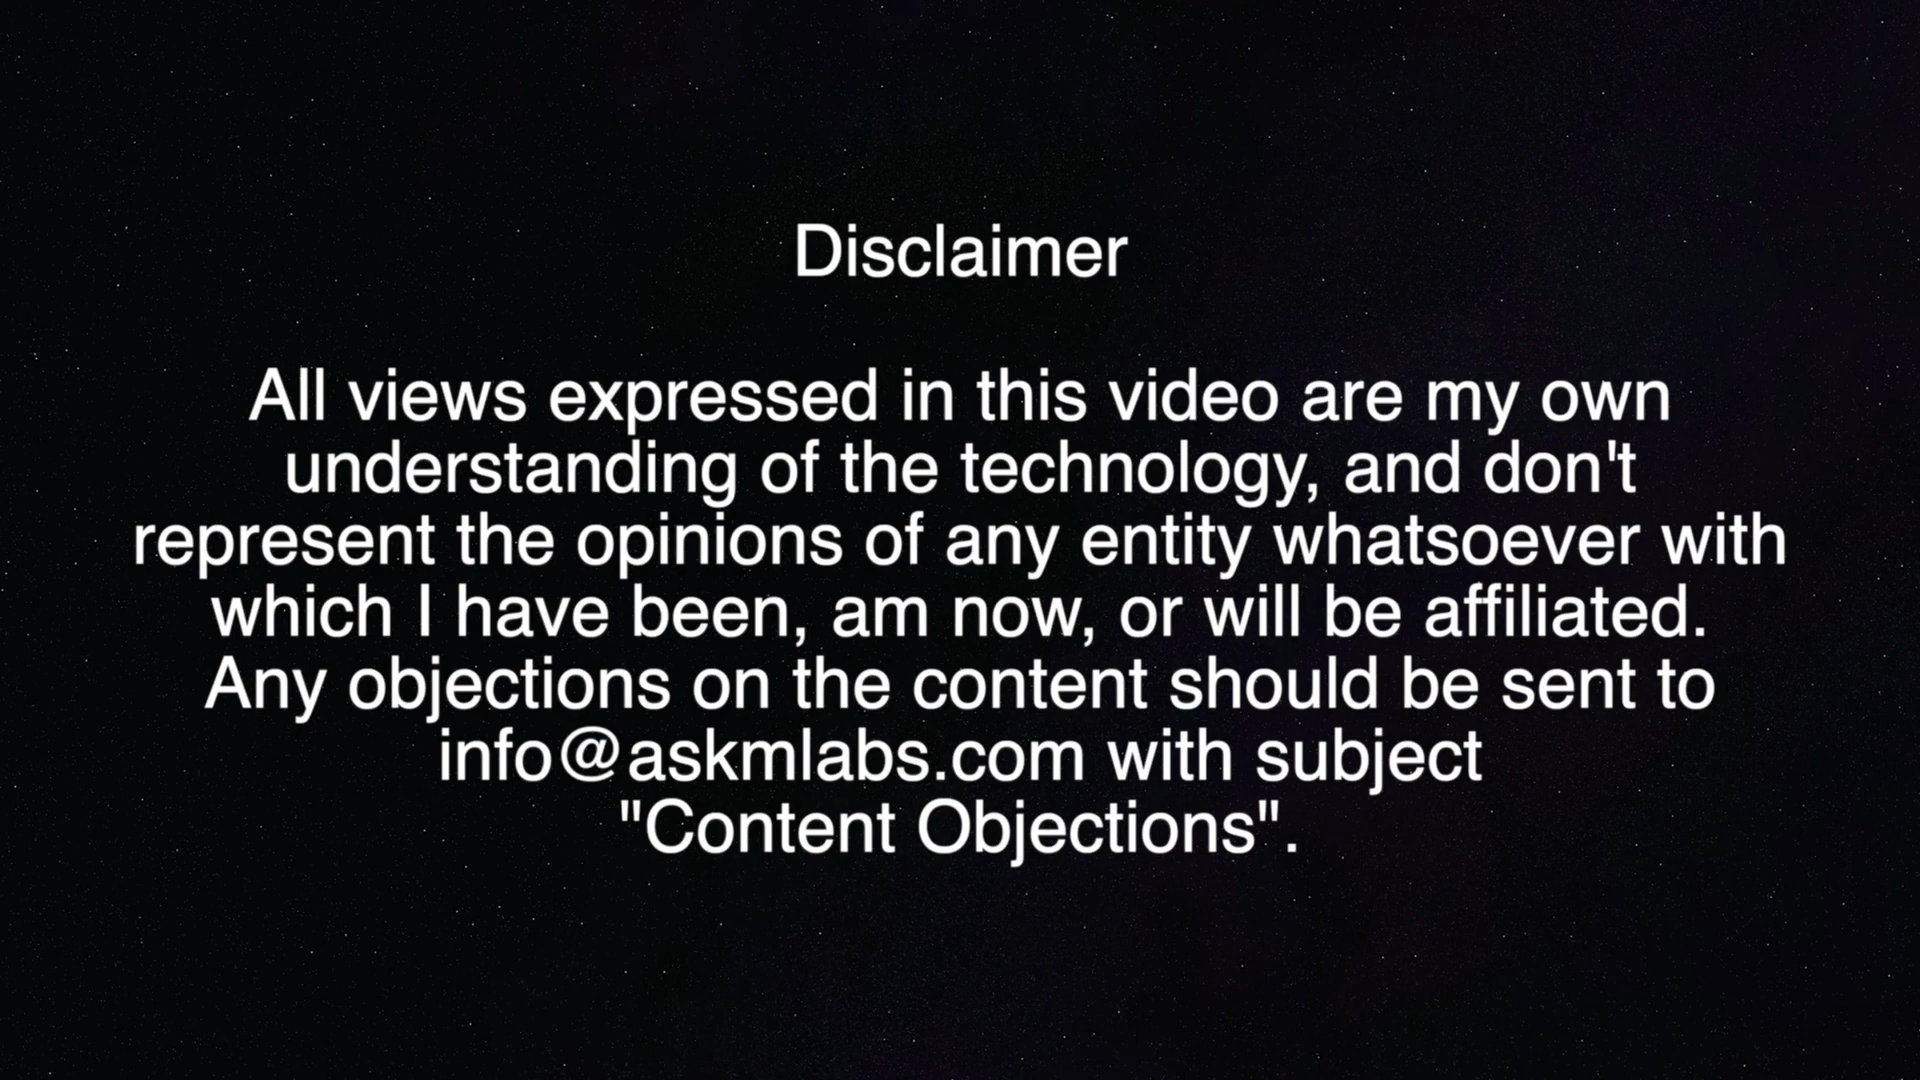 Disclaimer
All views expressed in this video are my own
understanding of the technology, and don't
represent the opinions of any entity whatsoever with
which I have been, am now, or will be affiliated.
Any objections on the content should be sent to
info@askmlabs.com with subject
"Content Objections".